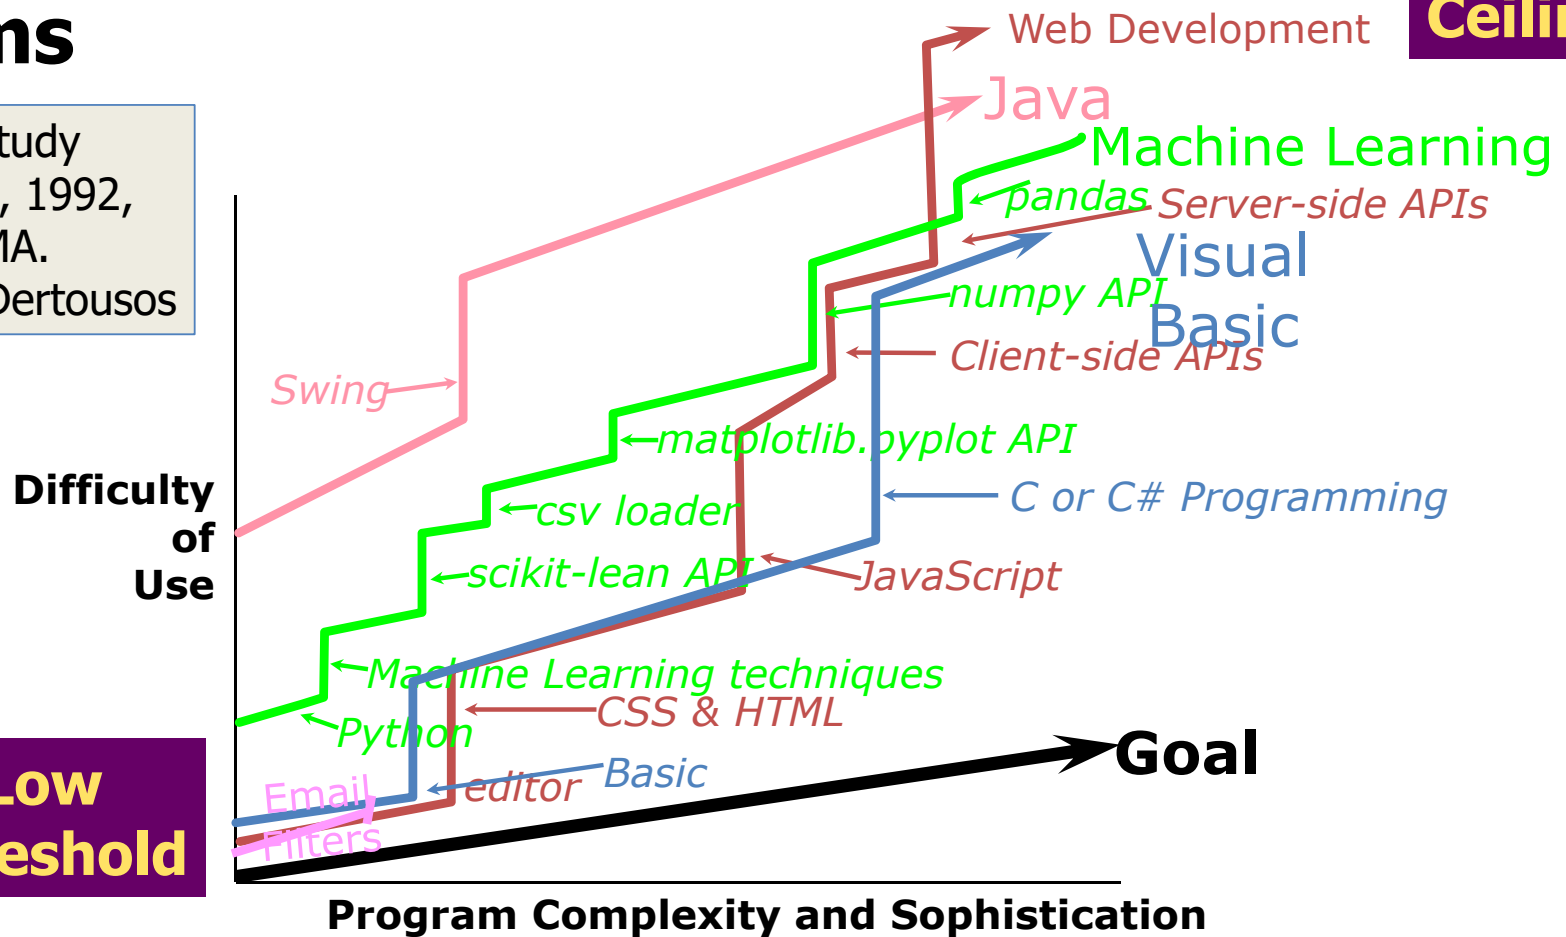 ms
Ceilin
Web Development
Java
Machine Learning
tudy
, 1992,
MA.
Dertousos
pandas
Server-side APIs
Visual
Basic
numpy API
Client-side APIs
Swing
matplotlib.pyplot API
Difficulty
of
Use
csv loader
C or C# Programming
scikit-lean API
JavaScript
Machine Learning techniques
CSS & HTML
Python
Goal
Low
eshold
Email
Filters
editor
Basic
Program Complexity and Sophistication